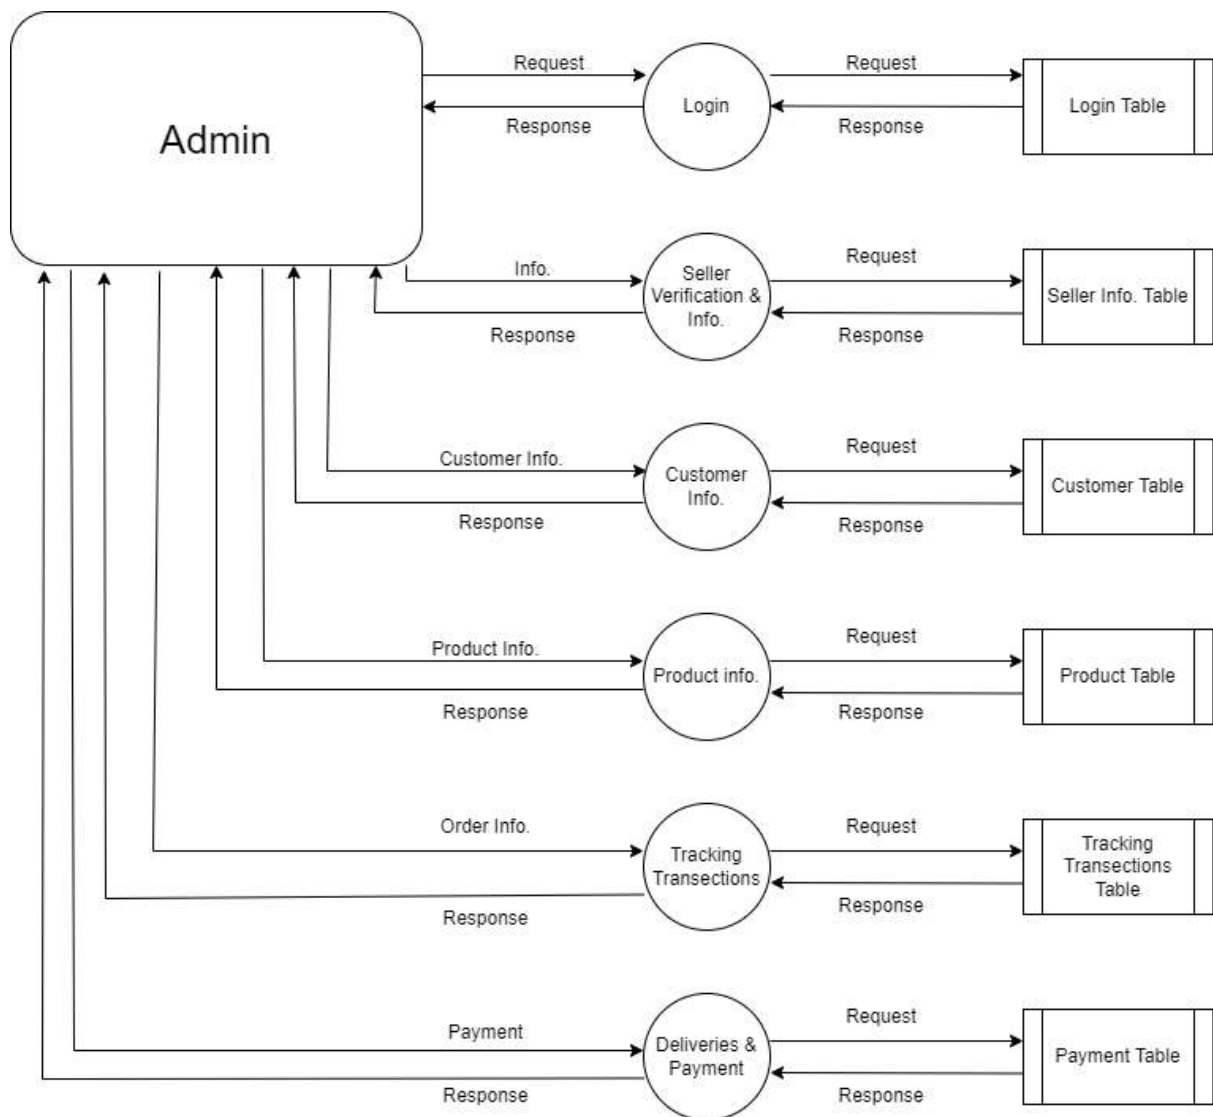 Admin
Request
Response
Login
Request
Response
Login Table
Info.
Response
Seller
Verification &
Info.
Request
Response
Seller Info. Table
Customer Info.
Response
Customer
Info.
Request
Response
Customer Table
Product Info.
Response
Product info.
Request
Response
Product Table
Order Info.
Response
Tracking
Transections
Request
Response
Tracking
Transections
Table
Payment
Response
Deliveries &
Payment
Request
Response
Payment Table